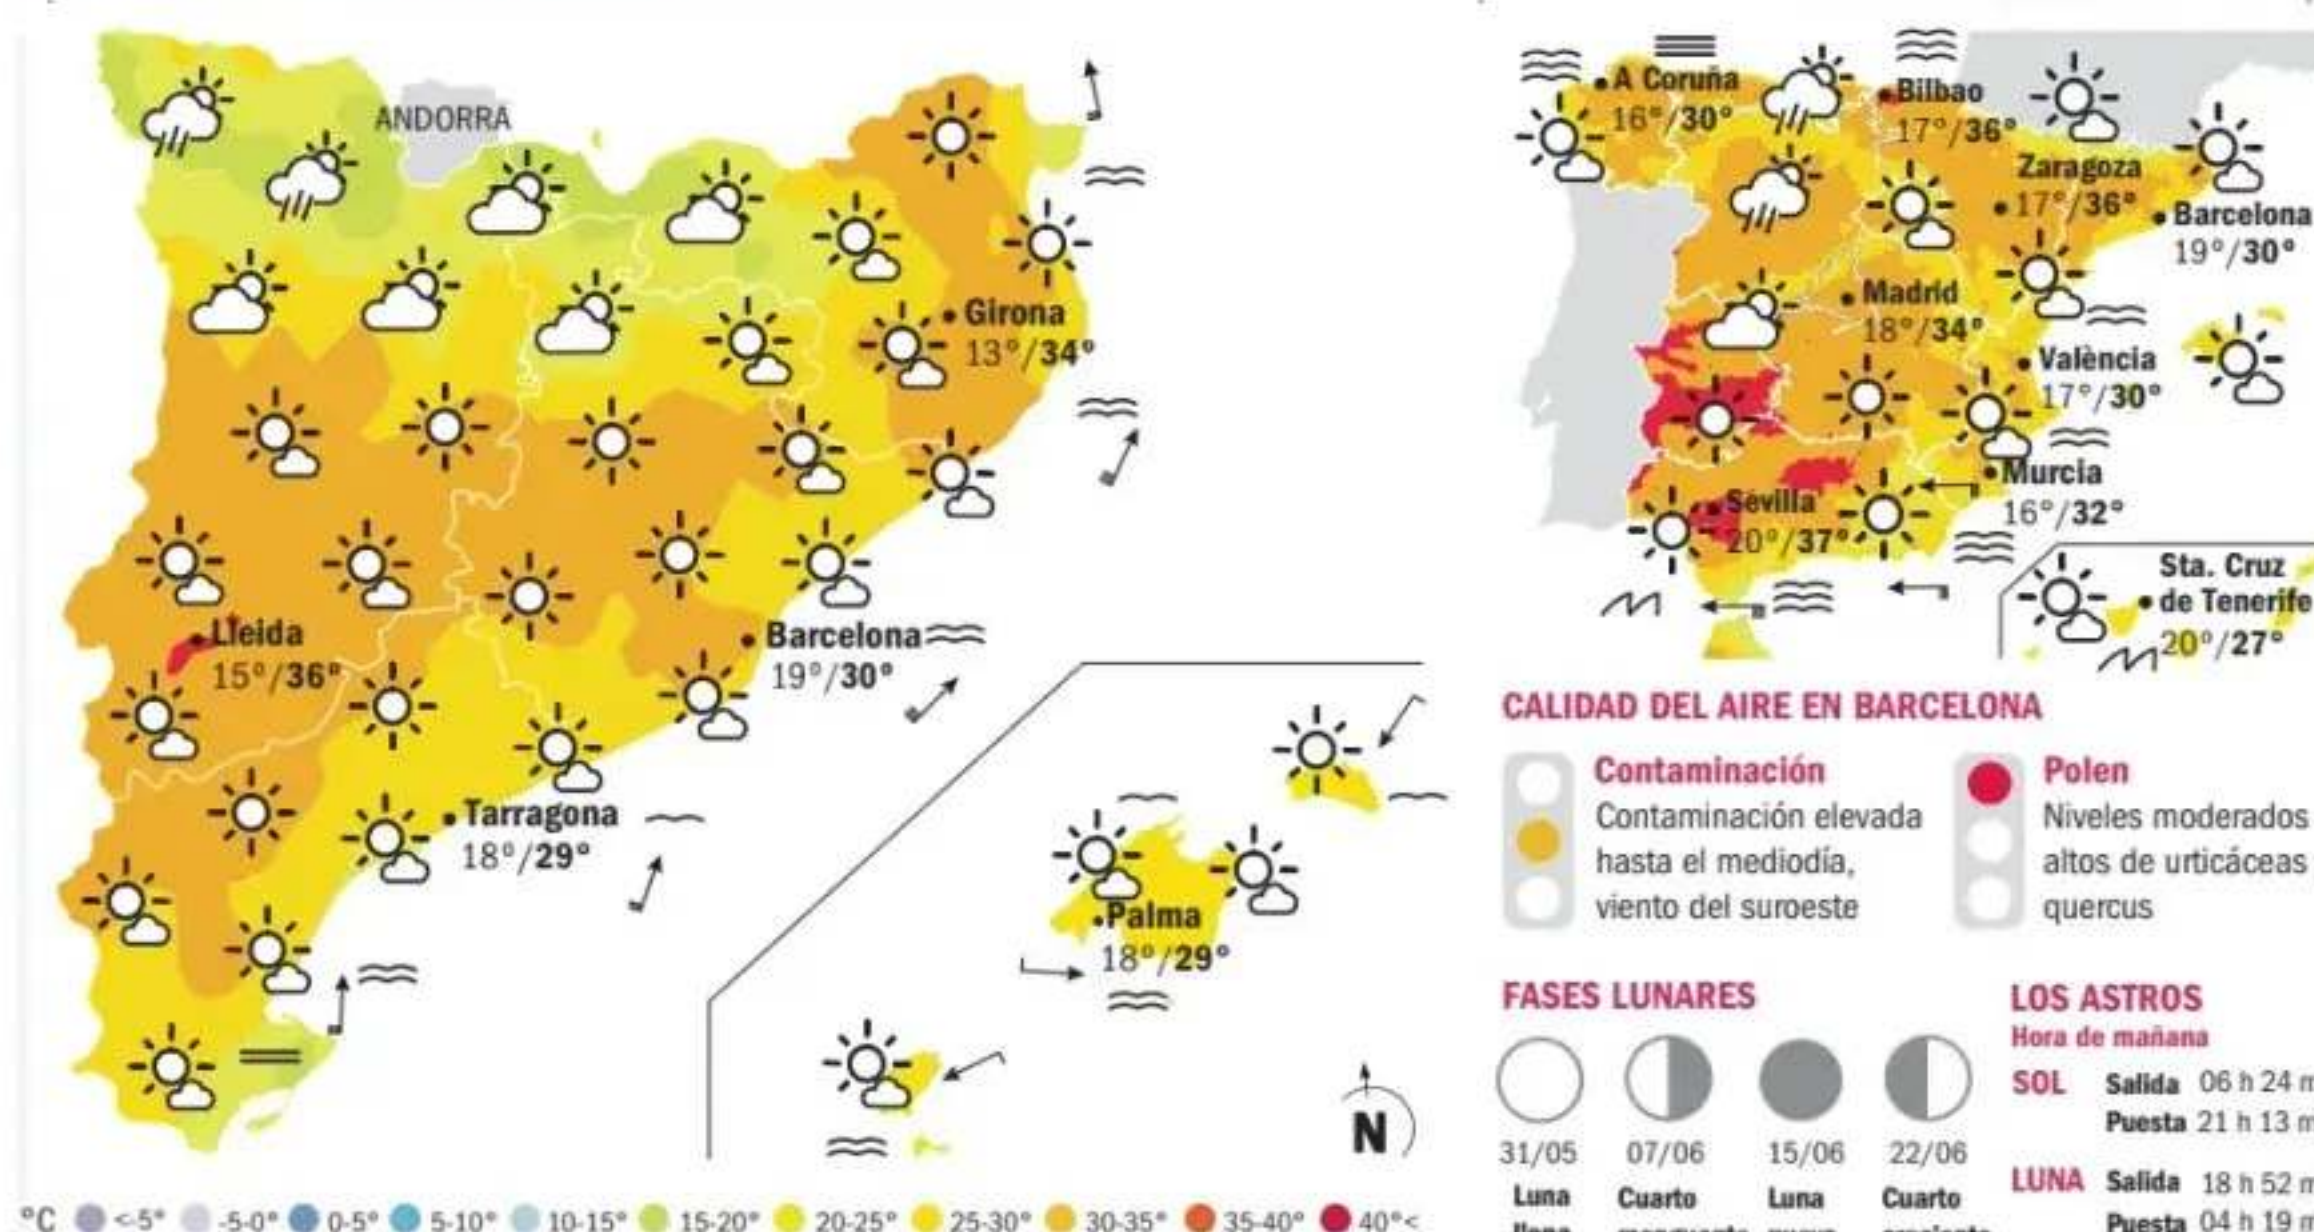 ANDORRA
Girona
13°/34°
Lleida
15°/36°
Barcelona
19°/30°
Tarragona
18°/29°
Palma
18°/29°
N
°C <-5° -5-0° 0-5° 5-10° 10-15° 15-20° 20-25° 25-30° 30-35° 35-40° 40°<
A Coruña
16°/30°
Bilbao
17°/36°
Zaragoza
17°/36°
Barcelona
19°/30°
Madrid
18°/34°
València
17°/30°
Murcia
16°/32°
Sevilla
20°/37°
Sta. Cruz
de Tenerife
20°/27°
CALIDAD DEL AIRE EN BARCELONA
Contaminación
Contaminación elevada
hasta el mediodía,
viento del suroeste
Polen
Niveles moderados
altos de urticáceas
quercus
FASES LUNARES
31/05 07/06 15/06 22/06
Luna Cuarto Luna Cuarto
LOS ASTROS
Hora de mañana
SOL Salida 06 h 24 m
Puesta 21 h 13 m
LUNA Salida 18 h 52 m
Puesta 04 h 19 m